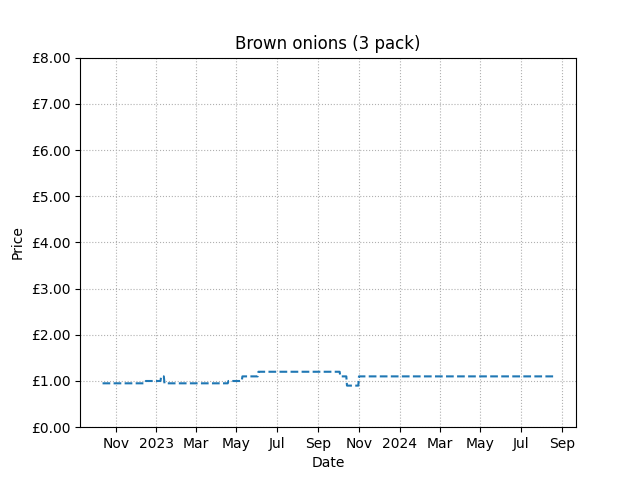 Brown onions (3 pack)
£8.00
£7.00
£6.00
£5.00
£4.00
£3.00
£2.00
£1.00
£0.00
Price
Nov 2023 Mar May Jul Sep Nov 2024 Mar May Jul Sep
Date